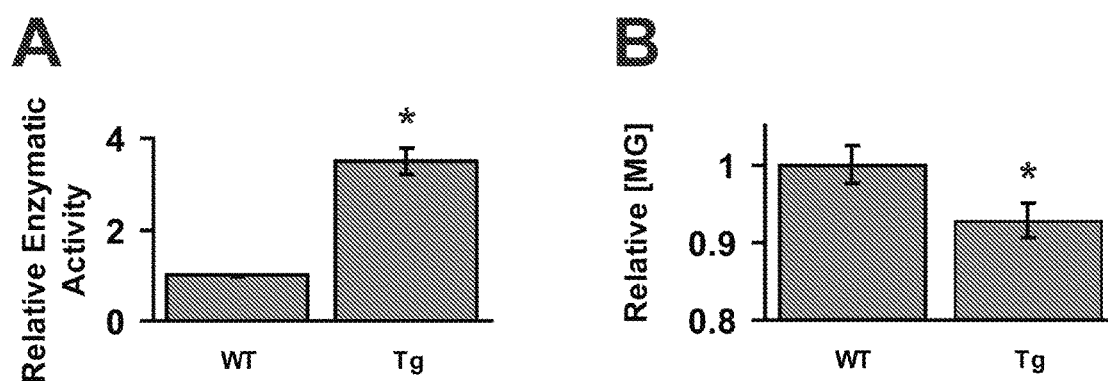 A
Relative Enzymatic
Activity
4
2
0
*
WT
Tg
B
Relative [MG]
1
0.9
0.8
*
WT
Tg